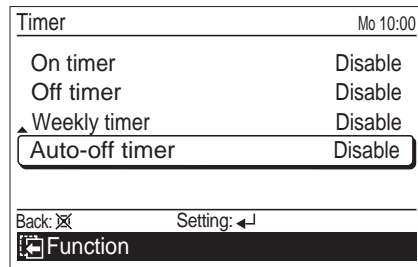 Timer Mo 10:00
On timer Disable
Off timer Disable
Weekly timer Disable
Auto-off timer Disable
Back: Setting:
Function